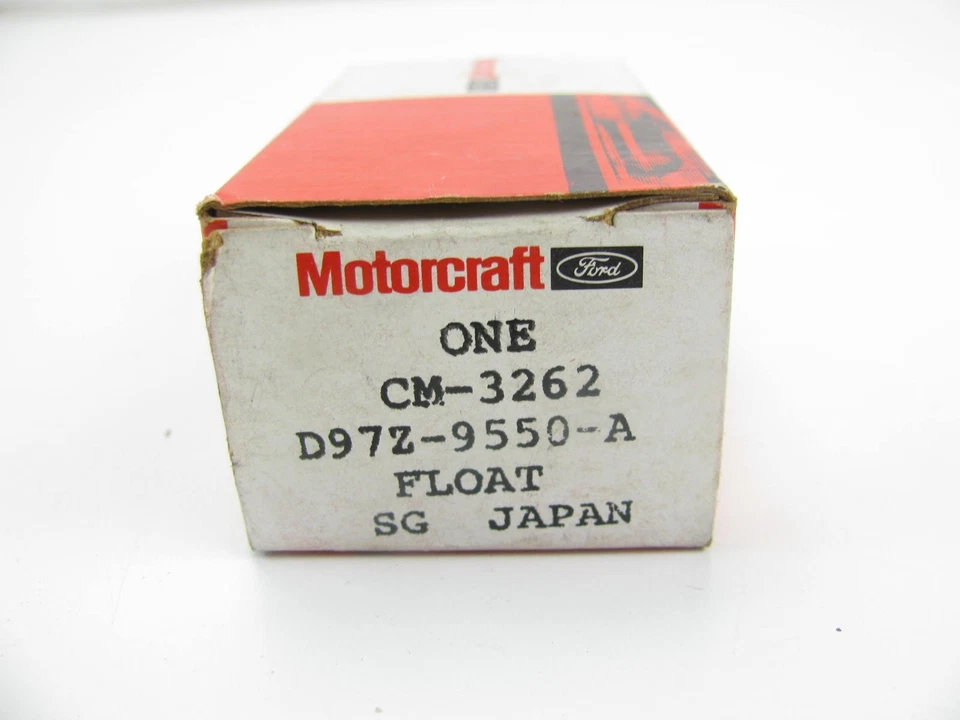 Motorcraft Ford
ONE
CM-3262
D97Z-9550-A
FLOAT
SG JAPAN